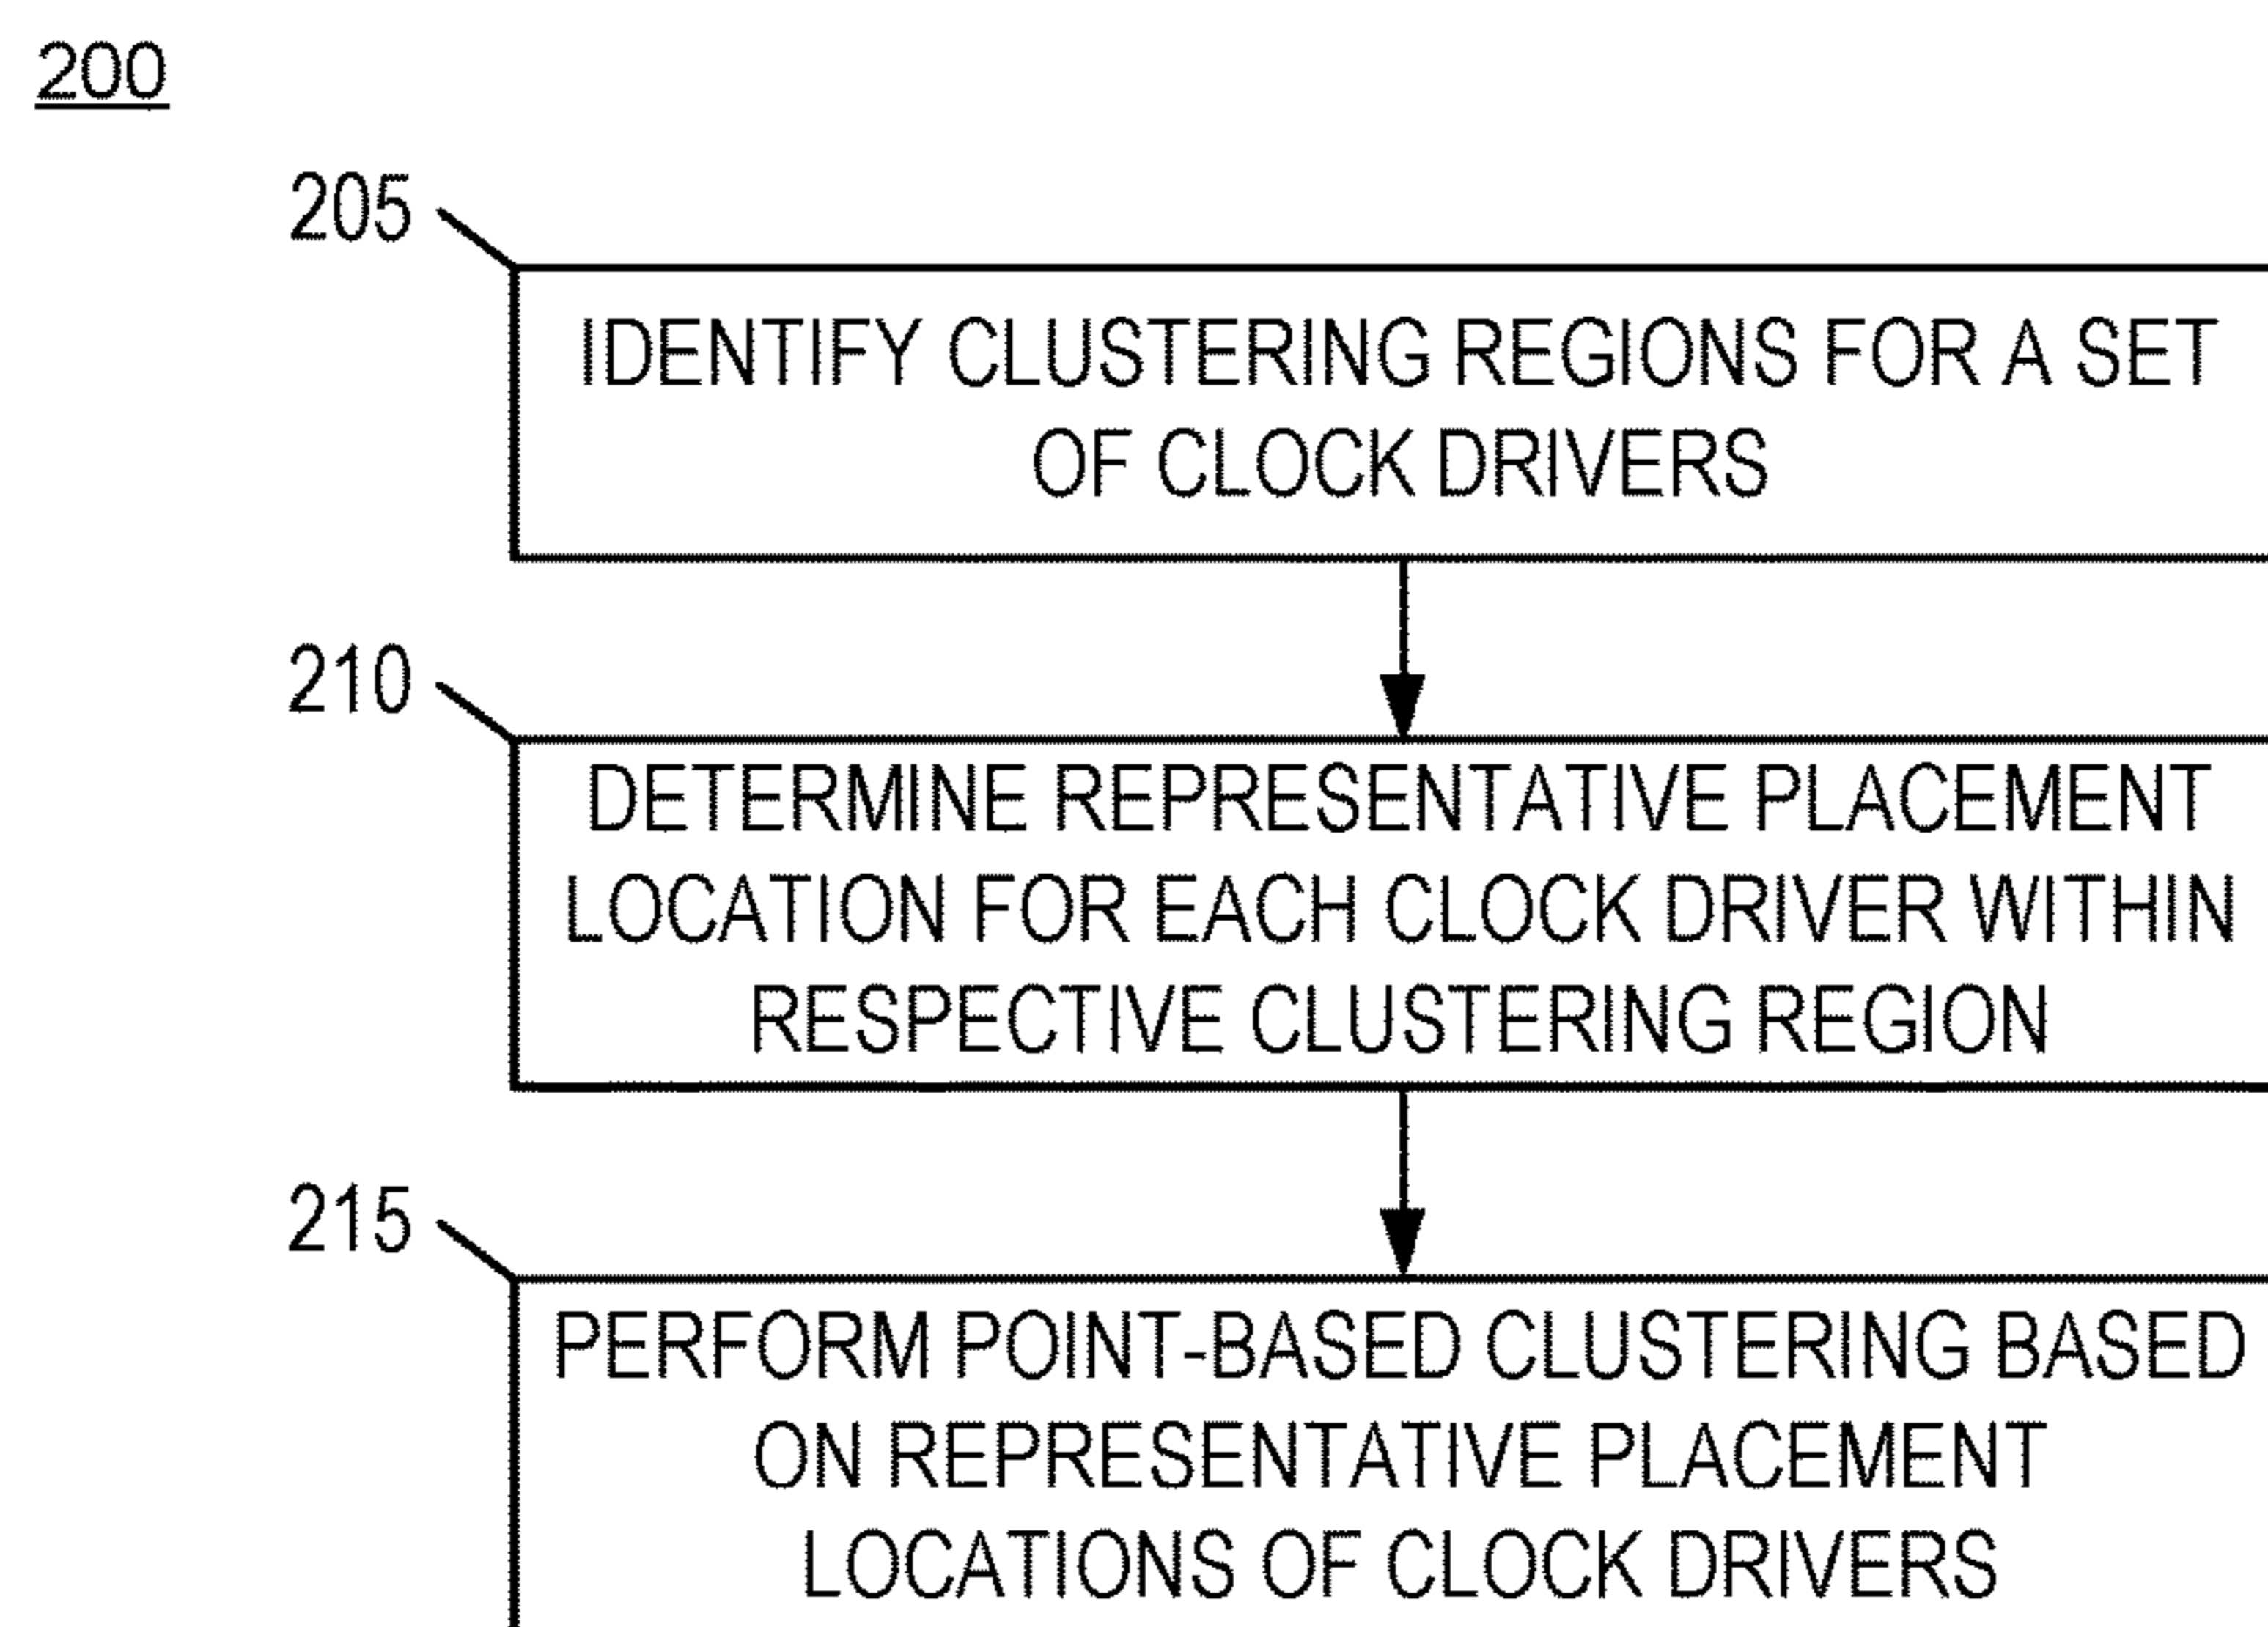 200
205
IDENTIFY CLUSTERING REGIONS FOR A SET
OF CLOCK DRIVERS
210
DETERMINE REPRESENTATIVE PLACEMENT
LOCATION FOR EACH CLOCK DRIVER WITHIN
RESPECTIVE CLUSTERING REGION
215
PERFORM POINT-BASED CLUSTERING BASED
ON REPRESENTATIVE PLACEMENT
LOCATIONS OF CLOCK DRIVERS